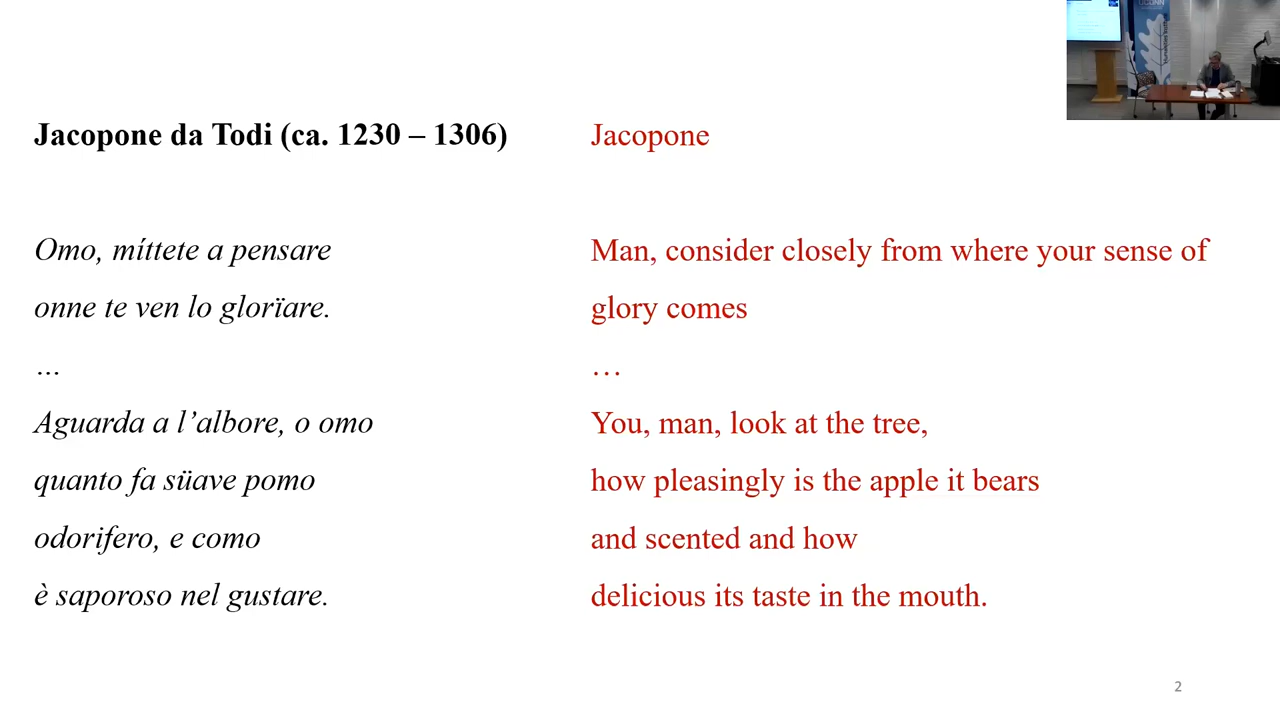 Jacopone da Todi (ca. 1230 – 1306)
Omo, míttete a pensare
onne te ven lo glorïare.
…
Aguarda a l’albore, o omo
quanto fa süave pomo
odorifero, e como
è saporoso nel gustare.
Jacopone
Man, consider closely from where your sense of
glory comes
…
You, man, look at the tree,
how pleasingly is the apple it bears
and scented and how
delicious its taste in the mouth.
UCONN
2